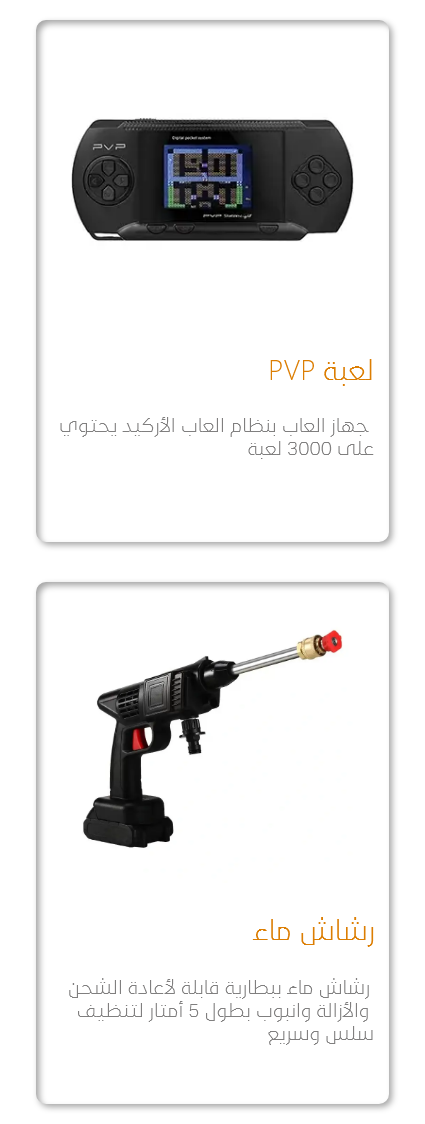 Digital pocket system
PVP
PVP Station
لعبة PVP
جهاز العاب بنظام العاب الأركيد يحتوي
على 3000 لعبة
رشاش ماء
رشاش ماء ببطارية قابلة لأعادة الشحن
والأزالة وانبوب بطول 5 أمتار لتنظيف
سلس وسريع